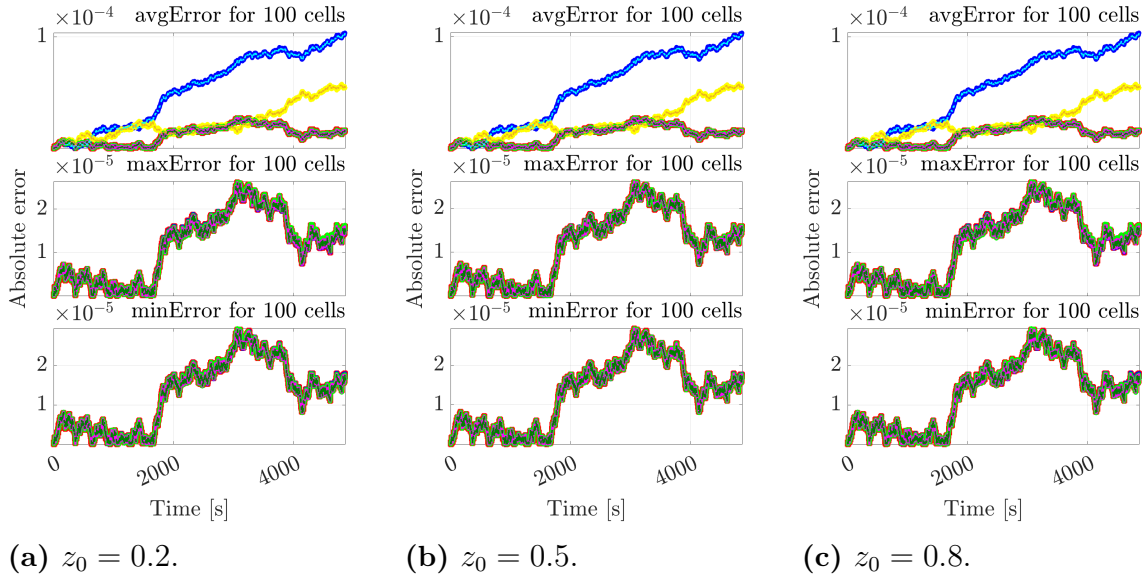 ×10⁻⁴ avgError for 100 cells
1
×10⁻⁵ maxError for 100 cells
2
1
×10⁻⁵ minError for 100 cells
2
1
0 2000 4000
Absolute error
Time [s]
(a) z₀ = 0.2.
×10⁻⁴ avgError for 100 cells
1
×10⁻⁵ maxError for 100 cells
2
1
×10⁻⁵ minError for 100 cells
2
1
0 2000 4000
Absolute error
Time [s]
(b) z₀ = 0.5.
×10⁻⁴ avgError for 100 cells
1
×10⁻⁵ maxError for 100 cells
2
1
×10⁻⁵ minError for 100 cells
2
1
0 2000 4000
Absolute error
Time [s]
(c) z₀ = 0.8.